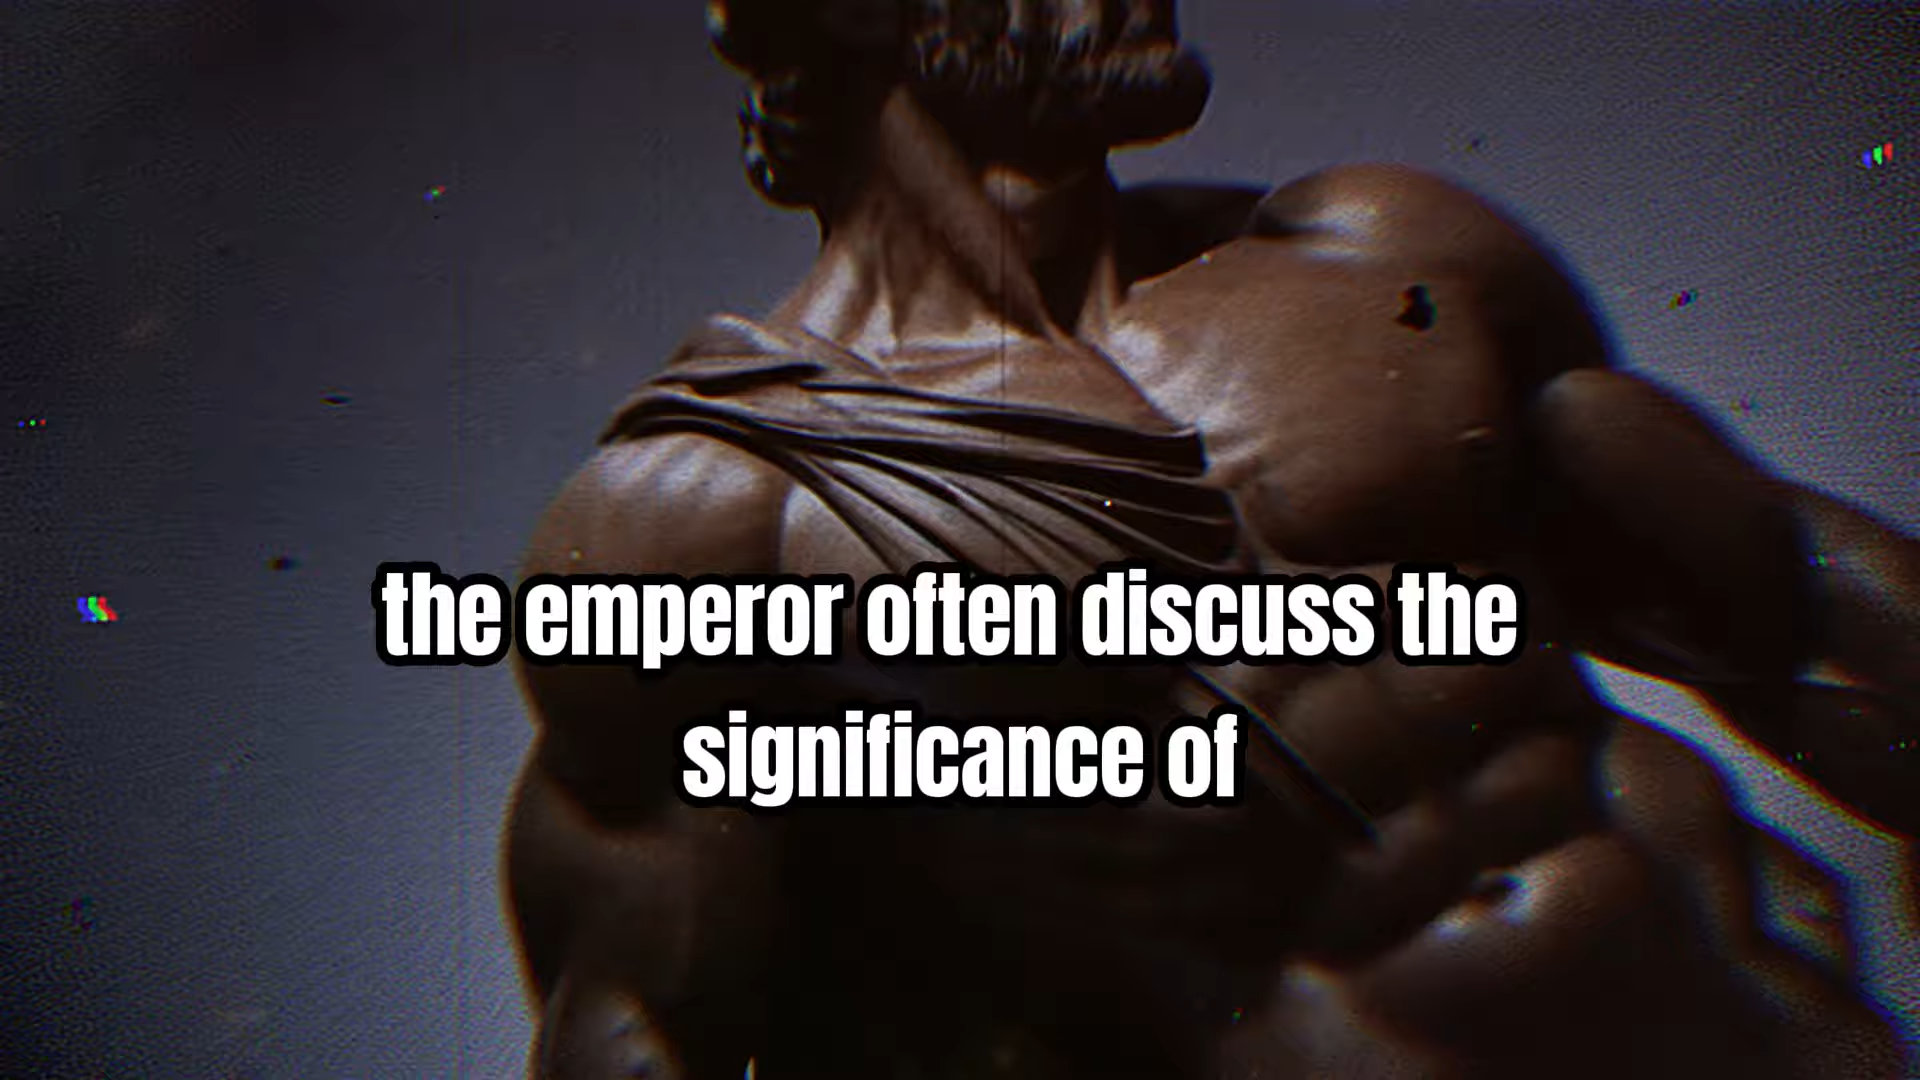 the emperor often discuss the
significance of